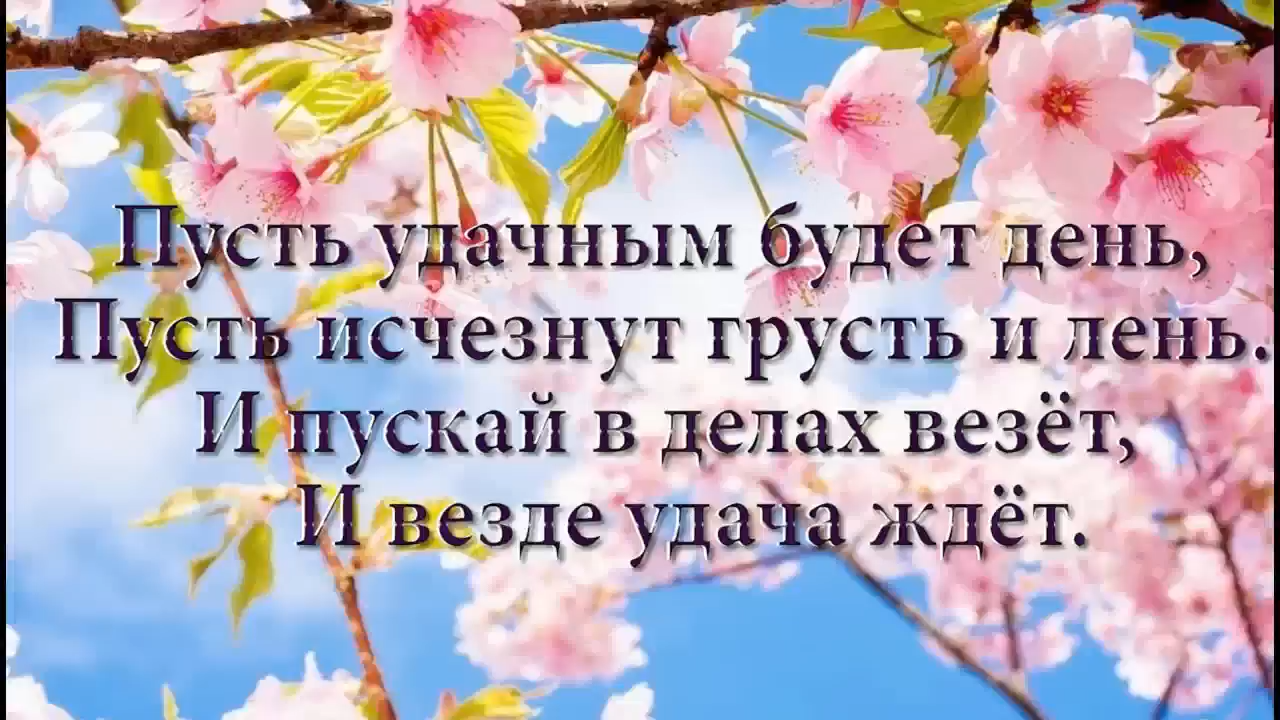 Пусть удачным будет день,
Пусть исчезнут грусть и лень.
И пускай в делах везёт,
И везде удача ждёт.